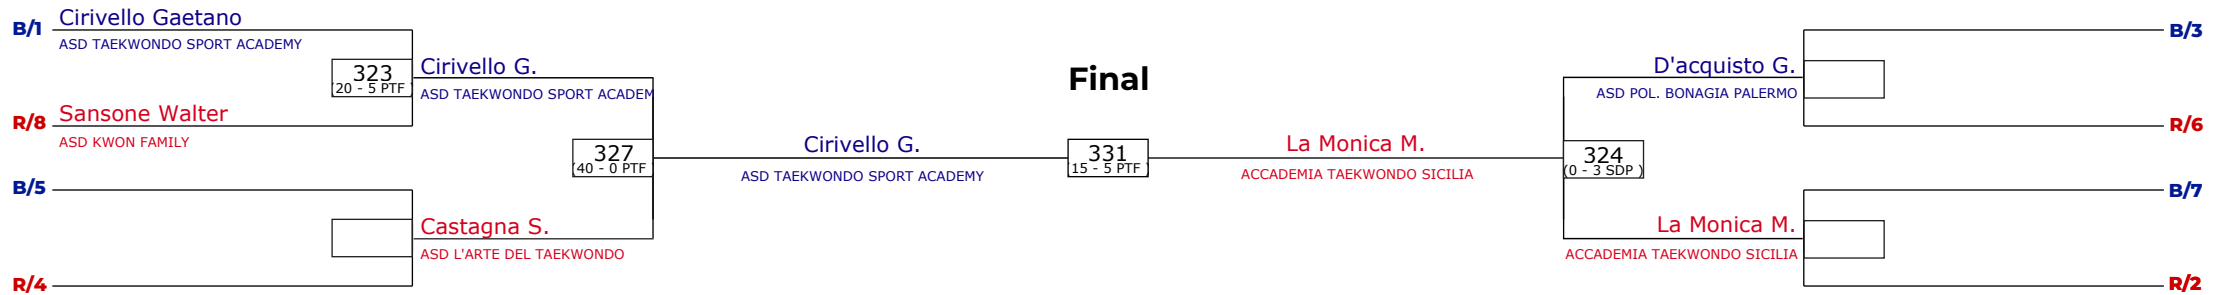 B/1
Cirivello Gaetano
ASD TAEKWONDO SPORT ACADEMY
323
(20 - 5 PTF )
Cirivello G.
ASD TAEKWONDO SPORT ACADEM
R/8
Sansone Walter
ASD KWON FAMILY
327
(40 - 0 PTF )
B/5
Castagna S.
ASD L'ARTE DEL TAEKWONDO
R/4
Final
Cirivello G.
ASD TAEKWONDO SPORT ACADEMY
331
(15 - 5 PTF )
La Monica M.
ACCADEMIA TAEKWONDO SICILIA
B/3
D'acquisto G.
ASD POL. BONAGIA PALERMO
R/6
324
(0 - 3 SDP )
B/7
La Monica M.
ACCADEMIA TAEKWONDO SICILIA
R/2